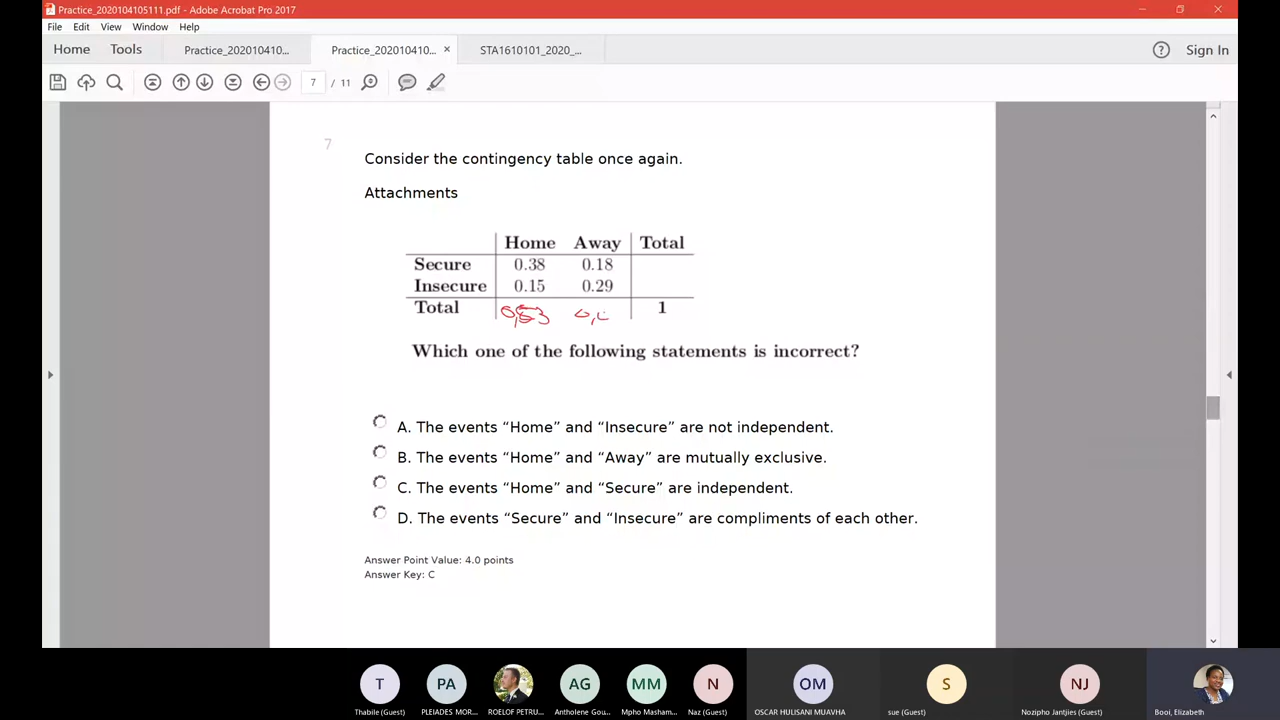 Practice_2020104105111.pdf - Adobe Acrobat Pro 2017
File Edit View Window Help
Home Tools Practice_202010410... Practice_202010410... × STA1610101_2020_... Sign In
7 / 11
7
Consider the contingency table once again.
Attachments
Home Away Total
Secure 0.38 0.18
Insecure 0.15 0.29
Total 0,53 0, 1
Which one of the following statements is incorrect?
A. The events “Home” and “Insecure” are not independent.
B. The events “Home” and “Away” are mutually exclusive.
C. The events “Home” and “Secure” are independent.
D. The events “Secure” and “Insecure” are compliments of each other.
Answer Point Value: 4.0 points
Answer Key: C
T PA AG MM N OM S NJ
Thabile (Guest) PLEIADES MOR... ROELOF PETRU... Antholene Gou... Mpho Masham... Naz (Guest) OSCAR HULISANI MUAVHA sue (Guest) Nozipho Jantjies (Guest) Booi, Elizabeth